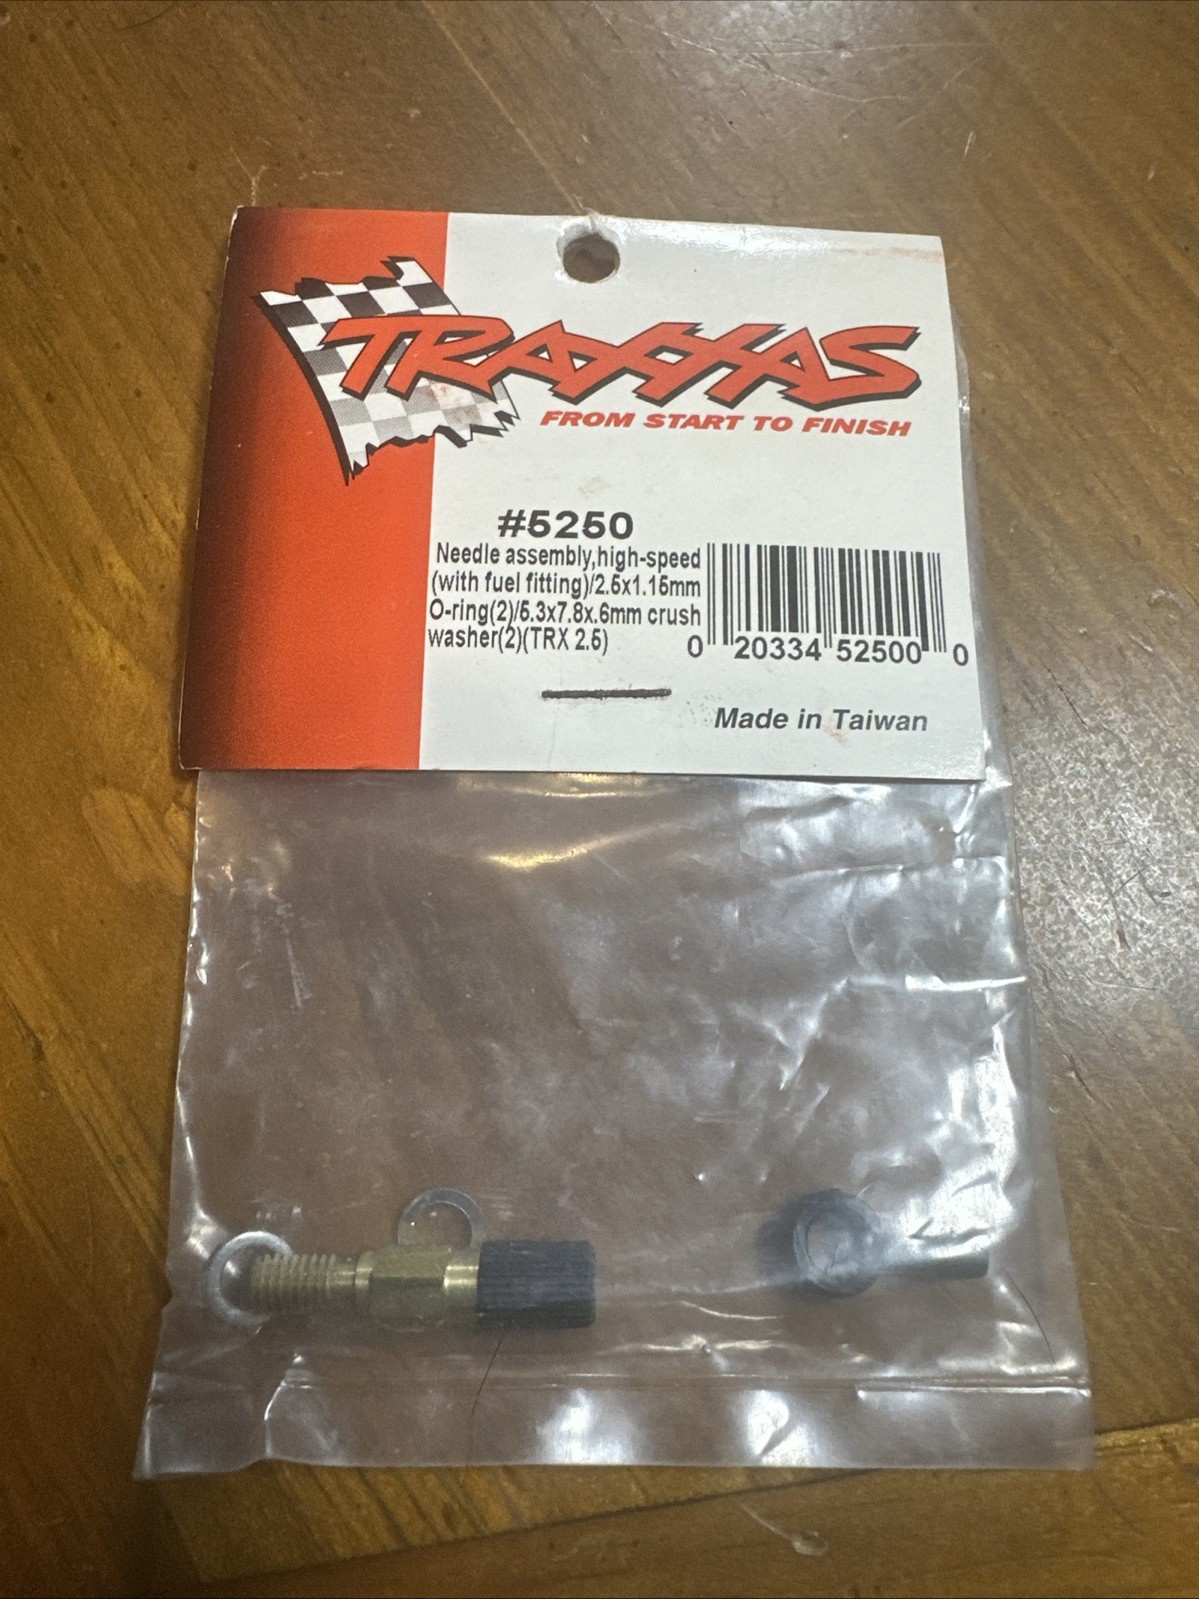 TRAXXAS
FROM START TO FINISH
#5250
Needle assembly,high-speed
(with fuel fitting)/2.5x1.15mm
O-ring(2)/5.3x7.8x.6mm crush
washer(2)(TRX 2.5)
0 20334 52500 0
Made in Taiwan